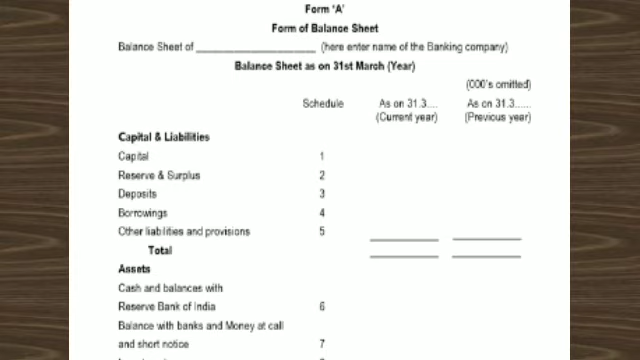 Form 'A'
Form of Balance Sheet
Balance Sheet of ______________________ (here enter name of the Banking company)
Balance Sheet as on 31st March (Year)
(000's omitted)
Schedule As on 31.3.... As on 31.3......
(Current year) (Previous year)
Capital & Liabilities
Capital 1
Reserve & Surplus 2
Deposits 3
Borrowings 4
Other liabilities and provisions 5
Total
Assets
Cash and balances with
Reserve Bank of India 6
Balance with banks and Money at call
and short notice 7